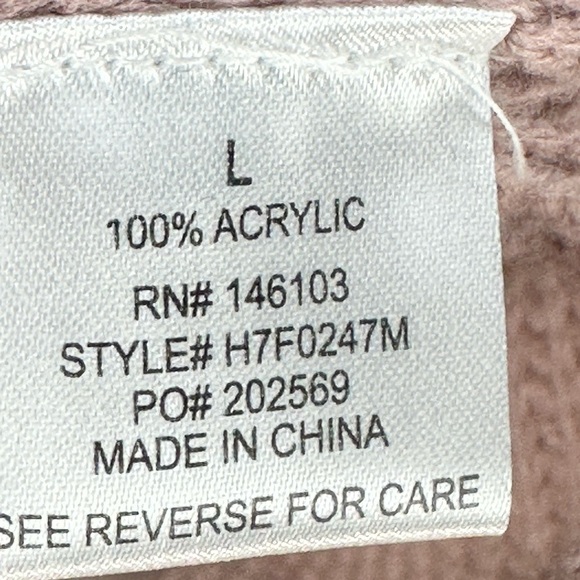 L
100% ACRYLIC
RN# 146103
STYLE# H7F0247M
PO# 202569
MADE IN CHINA
SEE REVERSE FOR CARE